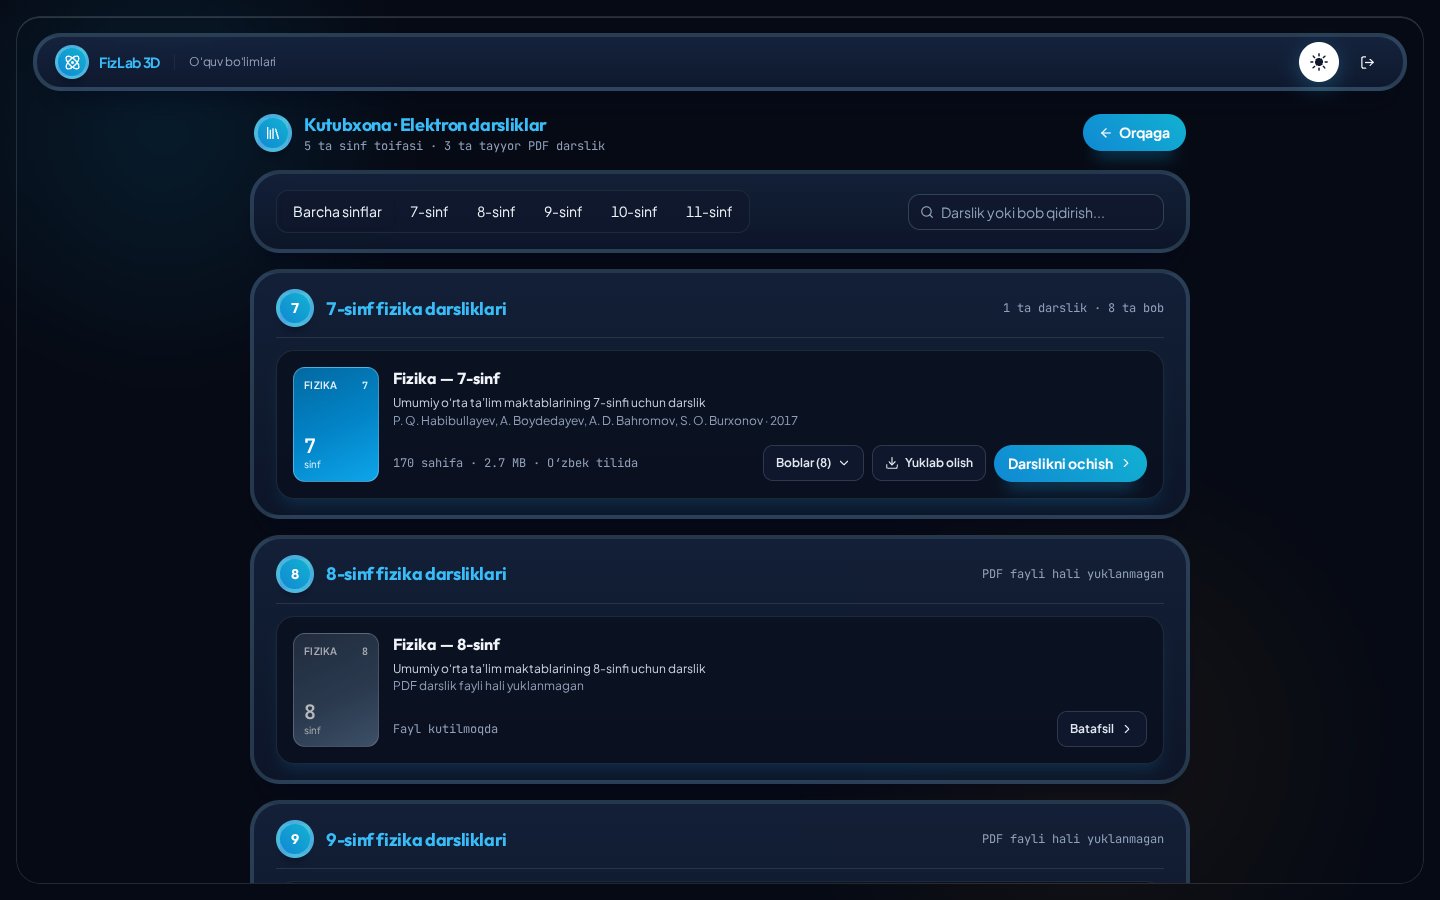 FizLab 3D
O'quv bo'limlari
Kutubxona · Elektron darsliklar
5 ta sinf toifasi · 3 ta tayyor PDF darslik
Orqaga
Barcha sinflar 7-sinf 8-sinf 9-sinf 10-sinf 11-sinf
Darslik yoki bob qidirish...
7
7-sinf fizika darsliklari
1 ta darslik · 8 ta bob
FIZIKA 7
7
sinf
Fizika — 7-sinf
Umumiy o'rta ta'lim maktablarining 7-sinfi uchun darslik
P. Q. Habibullayev, A. Boydedayev, A. D. Bahromov, S. O. Burxonov · 2017
170 sahifa · 2.7 MB · O'zbek tilida
Boblar (8)
Yuklab olish
Darslikni ochish
8
8-sinf fizika darsliklari
PDF fayli hali yuklanmagan
FIZIKA 8
8
sinf
Fizika — 8-sinf
Umumiy o'rta ta'lim maktablarining 8-sinfi uchun darslik
PDF darslik fayli hali yuklanmagan
Fayl kutilmoqda
Batafsil
9
9-sinf fizika darsliklari
PDF fayli hali yuklanmagan